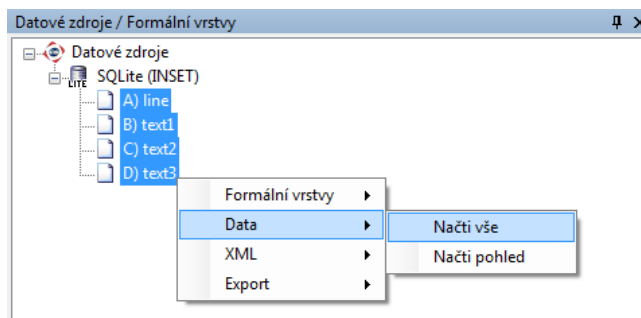 Datové zdroje / Formální vrstvy
Datové zdroje
SQLite (INSET)
LITE
A) line
B) text1
C) text2
D) text3
Formální vrstvy
Data
XML
Export
Načti vše
Načti pohled